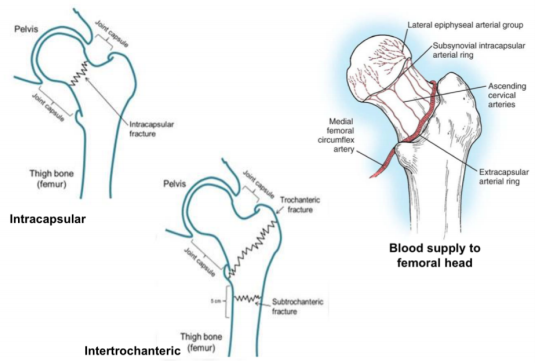 Pelvis
Joint capsule
Joint capsule
Intracapsular
fracture
Thigh bone
(femur)
Intracapsular
Lateral epiphyseal arterial group
Subsynovial intracapsular
arterial ring
Ascending
cervical
arteries
Medial
femoral
circumflex
artery
Extracapsular
arterial ring
Blood supply to
femoral head
Pelvis
Joint capsule
Trochanteric
fracture
Joint capsule
5 cm
Subtrochanteric
fracture
Thigh bone
(femur)
Intertrochanteric